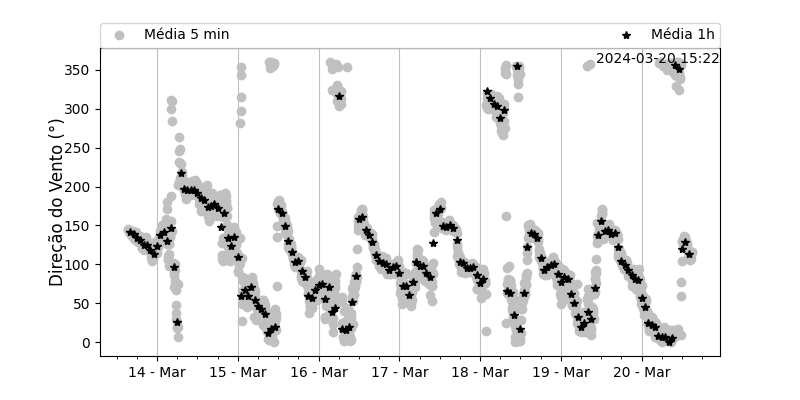 Média 5 min
Média 1h
2024-03-20 15:22
Direção do Vento (°)
350
300
250
200
150
100
50
0
14 - Mar
15 - Mar
16 - Mar
17 - Mar
18 - Mar
19 - Mar
20 - Mar